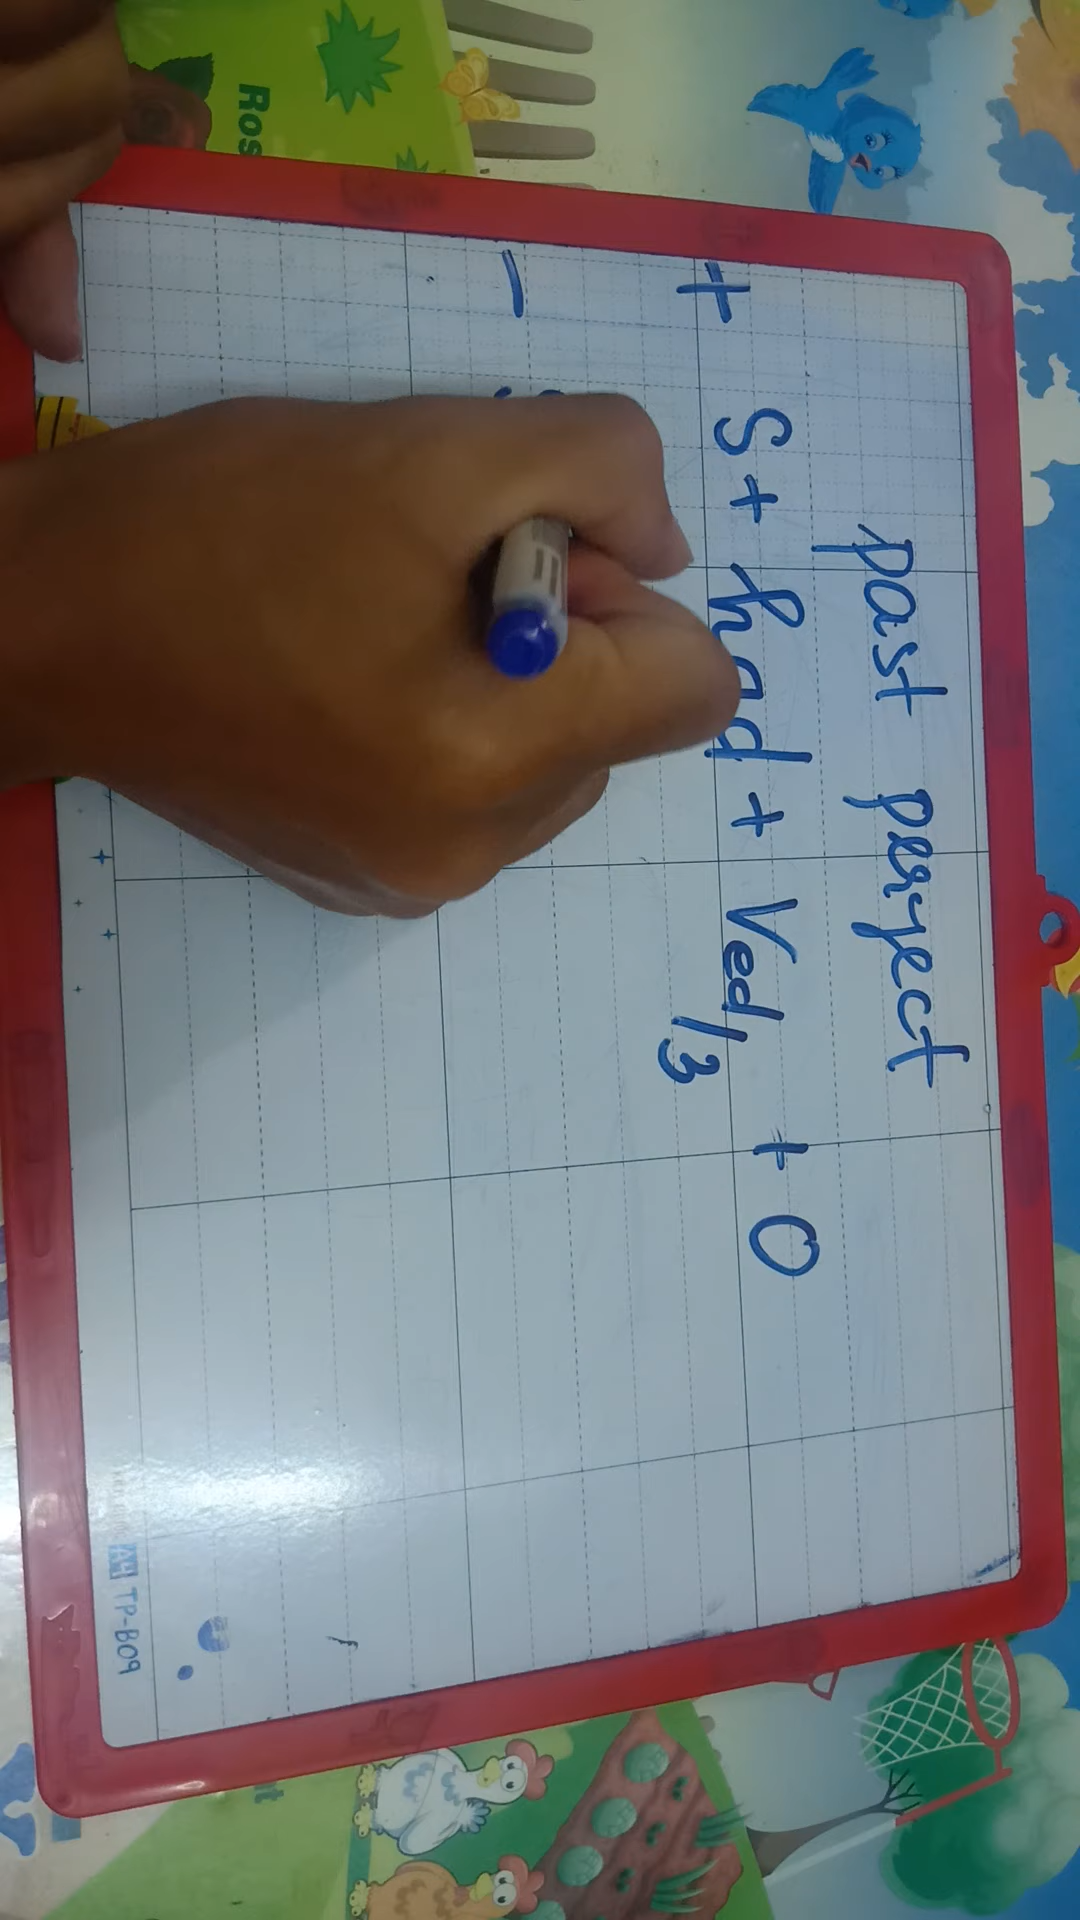 past perfect
+ S + had + Ved/3 + O
-
TP-B09
Ros